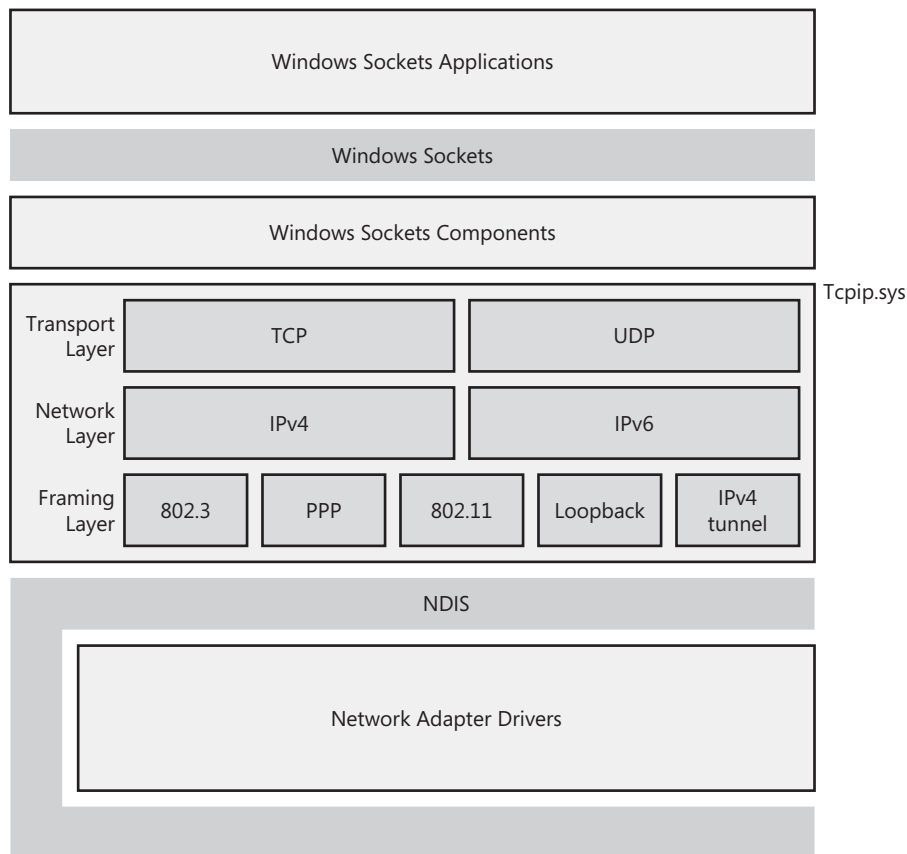 Windows Sockets Applications
Windows Sockets
Windows Sockets Components
Tcpip.sys
Transport
Layer
TCP
UDP
Network
Layer
IPv4
IPv6
Framing
Layer
802.3
PPP
802.11
Loopback
IPv4
tunnel
NDIS
Network Adapter Drivers